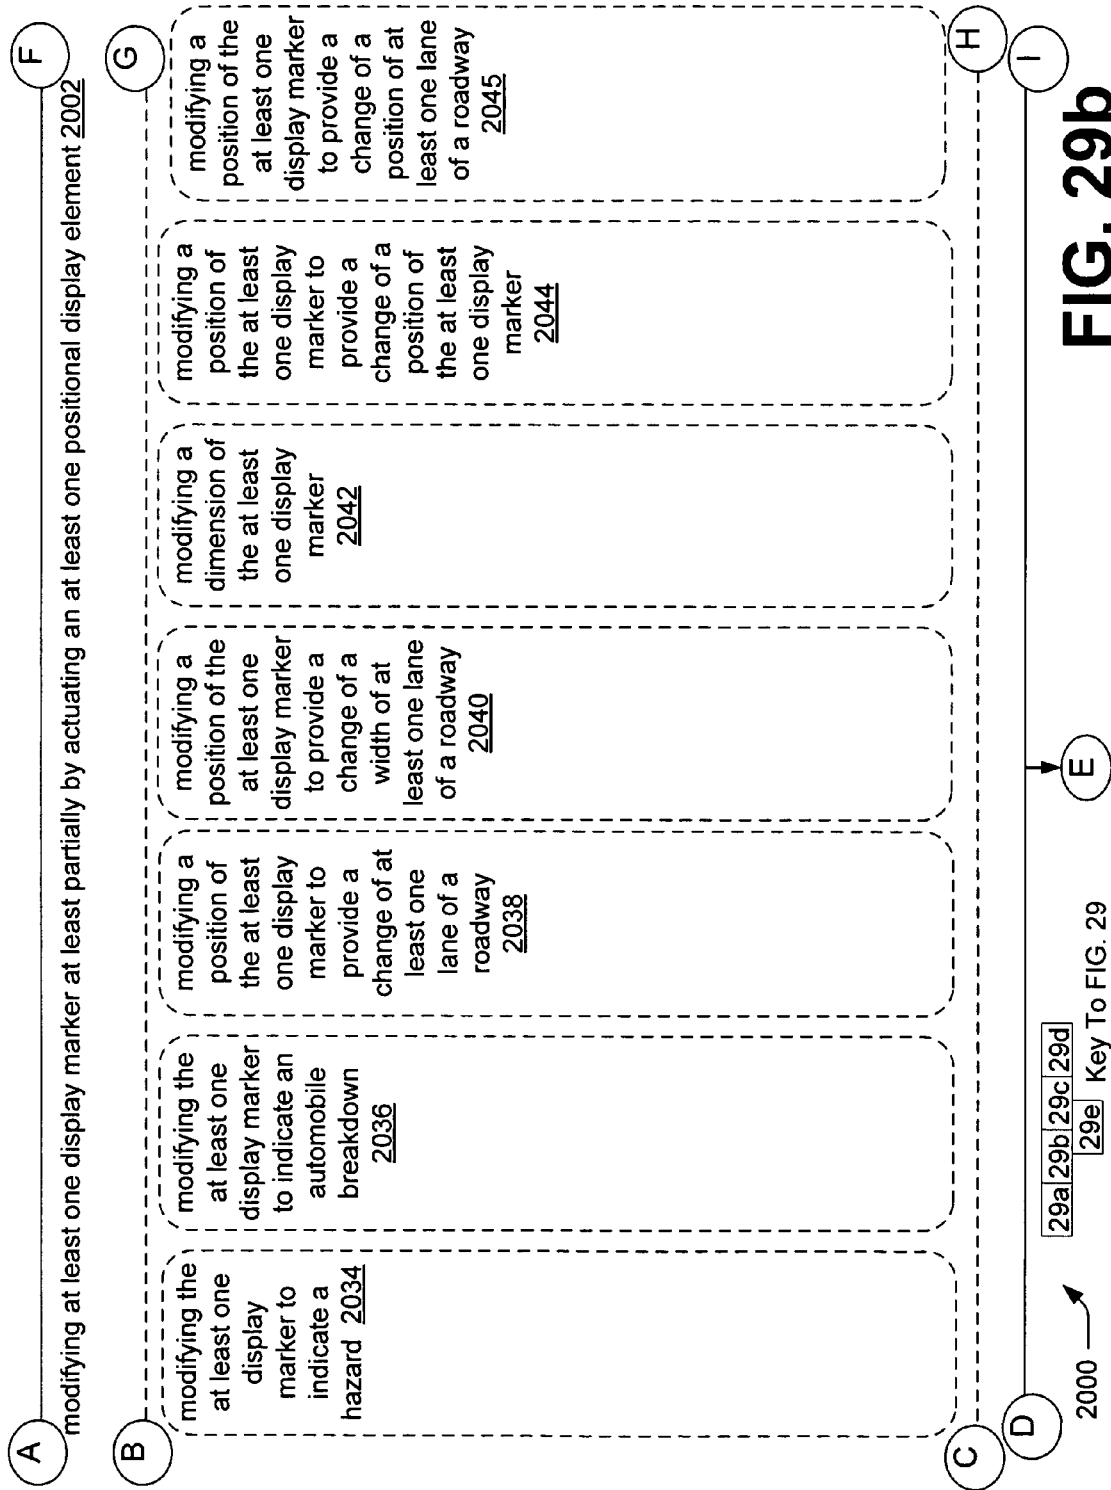 A
F
modifying at least one display marker at least partially by actuating an at least one positional display element 2002
B
G
modifying the
at least one
display
marker to
indicate a
hazard 2034
modifying the
at least one
display marker
to indicate an
automobile
breakdown
2036
modifying a
position of
the at least
one display
marker to
provide a
change of at
least one
lane of a
roadway
2038
modifying a
position of the
at least one
display marker
to provide a
change of a
width of at
least one lane
of a roadway
2040
modifying a
dimension of
the at least
one display
marker
2042
modifying a
position of
the at least
one display
marker to
provide a
change of a
position of
the at least
one display
marker
2044
modifying a
position of the
at least one
display marker
to provide a
change of a
position of at
least one lane
of a roadway
2045
C
H
D
I
E
2000
29a 29b 29c 29d
29e Key To FIG. 29
FIG. 29b